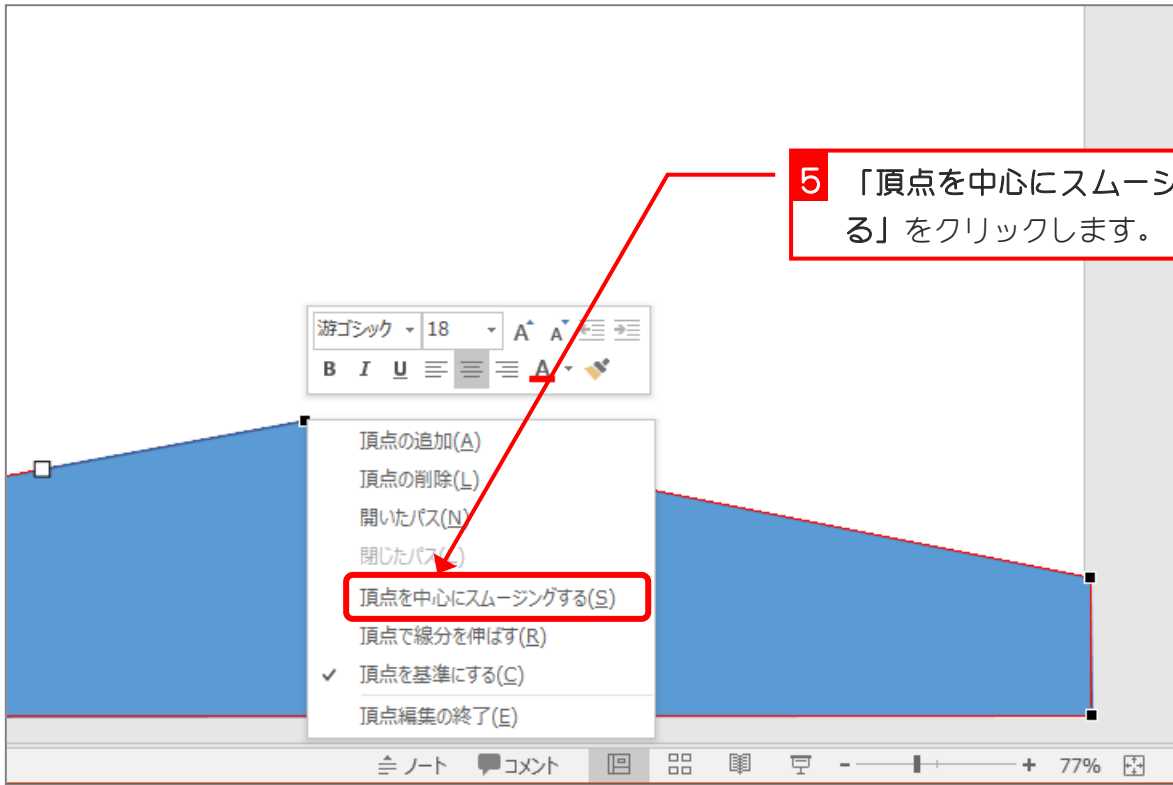 5 「頂点を中心にスムージ
る」をクリックします。
游ゴシック 18
B I U A
頂点の追加(A)
頂点の削除(L)
開いたパス(N)
閉じたパス(L)
頂点を中心にスムージングする(S)
頂点で線分を伸ばす(R)
✓ 頂点を基準にする(C)
頂点編集の終了(E)
ノート コメント 77%